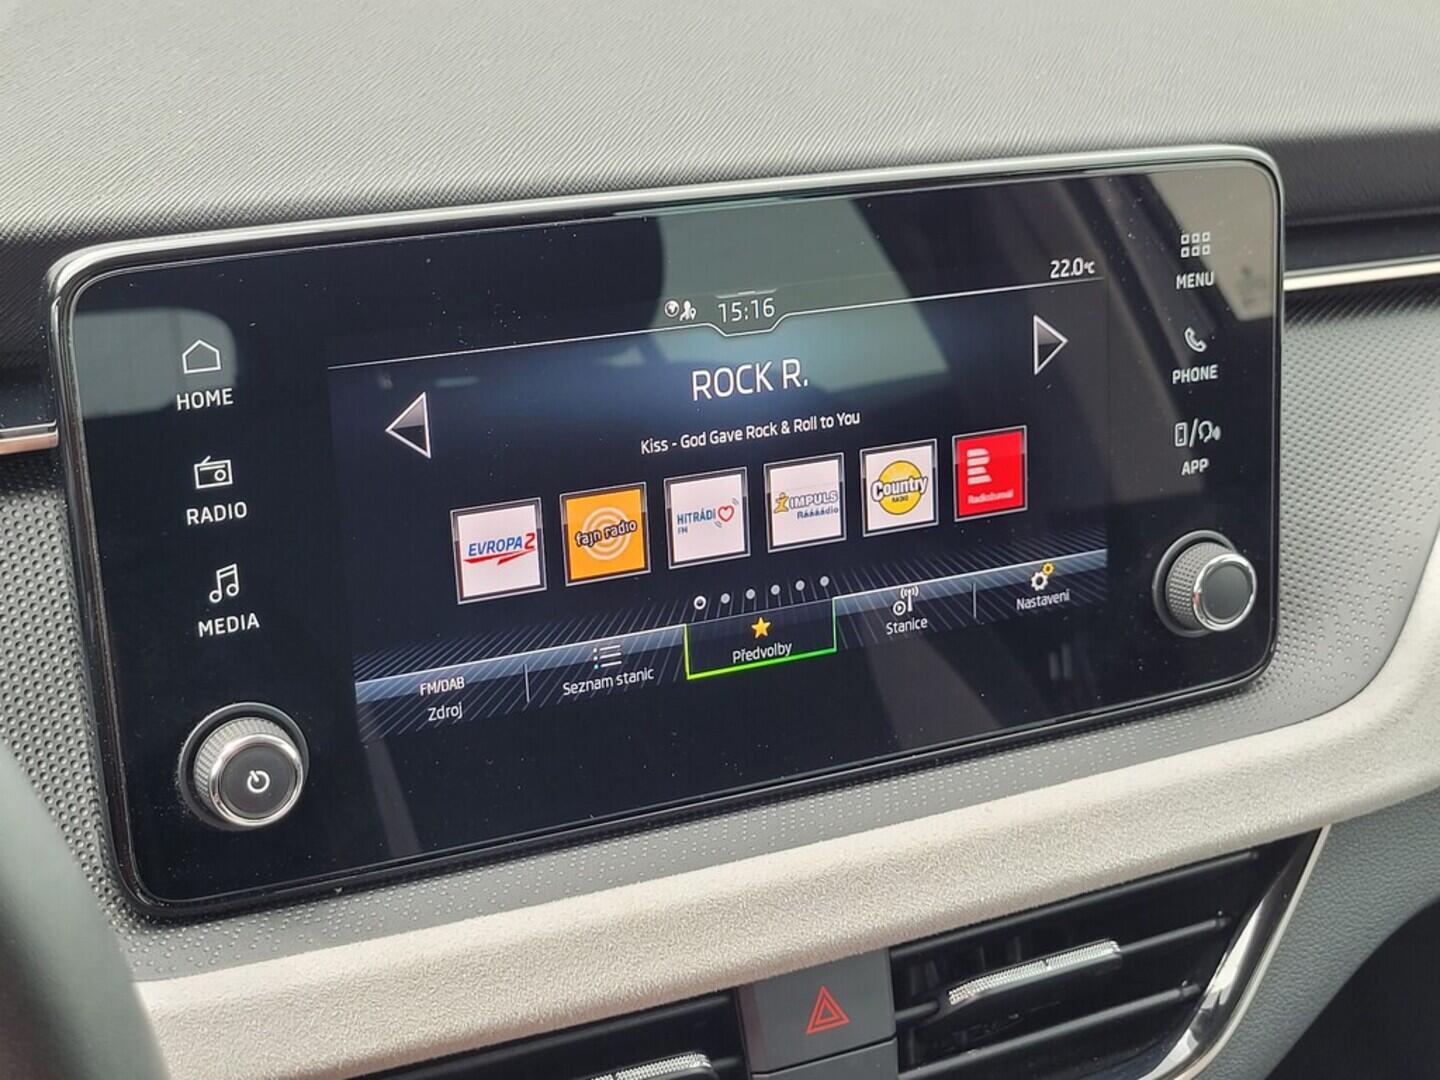 22.0°C
15:16
MENU
HOME
PHONE
ROCK R.
Kiss - God Gave Rock & Roll to You
APP
RADIO
EVROPA 2
fajn radio
HITRÁDIO
FM
IMPULS
Ráááádio
Country
RADIO
Radiožurnál
MEDIA
FM/DAB
Zdroj
Seznam stanic
Předvolby
Stanice
Nastavení